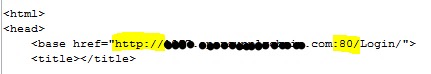 <html>
<head>
<base href="http:// .com:80/Login/">
<title></title>